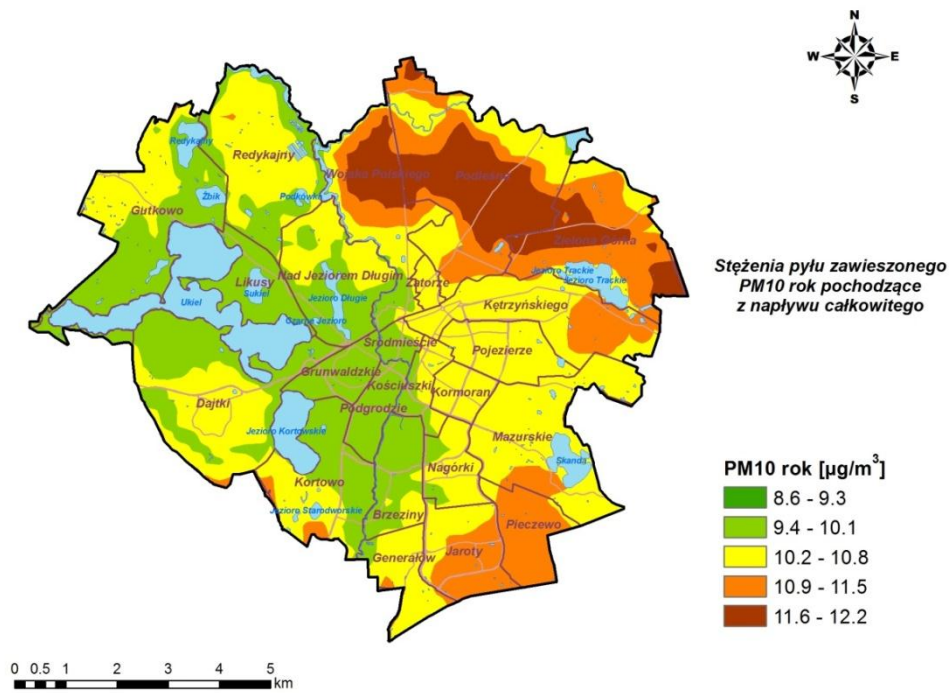 N
W E
S
Redykajny
Redykajny
Wojska Polskiego
Podleśna
Żbik
Podkówka
Gutkowo
Zielona Górka
Likusy
Sukiel
Nad Jeziorem Długim
Zatorze
Jezioro Trackie
Jezioro Trackie
Ukiel
Jezioro Długie
Kętrzyńskiego
Czarne Jezioro
Śródmieście
Pojezierze
Grunwaldzkie
Kościuszki
Kormoran
Dajtki
Podgrodzie
Jezioro Kortowskie
Mazurskie
Skanda
Nagórki
Kortowo
Jezioro Starodworskie
Brzeziny
Pieczewo
Generałów
Jaroty
Stężenia pyłu zawieszonego
PM10 rok pochodzące
z napływu całkowitego
PM10 rok [µg/m³]
8.6 - 9.3
9.4 - 10.1
10.2 - 10.8
10.9 - 11.5
11.6 - 12.2
0 0.5 1 2 3 4 5
km